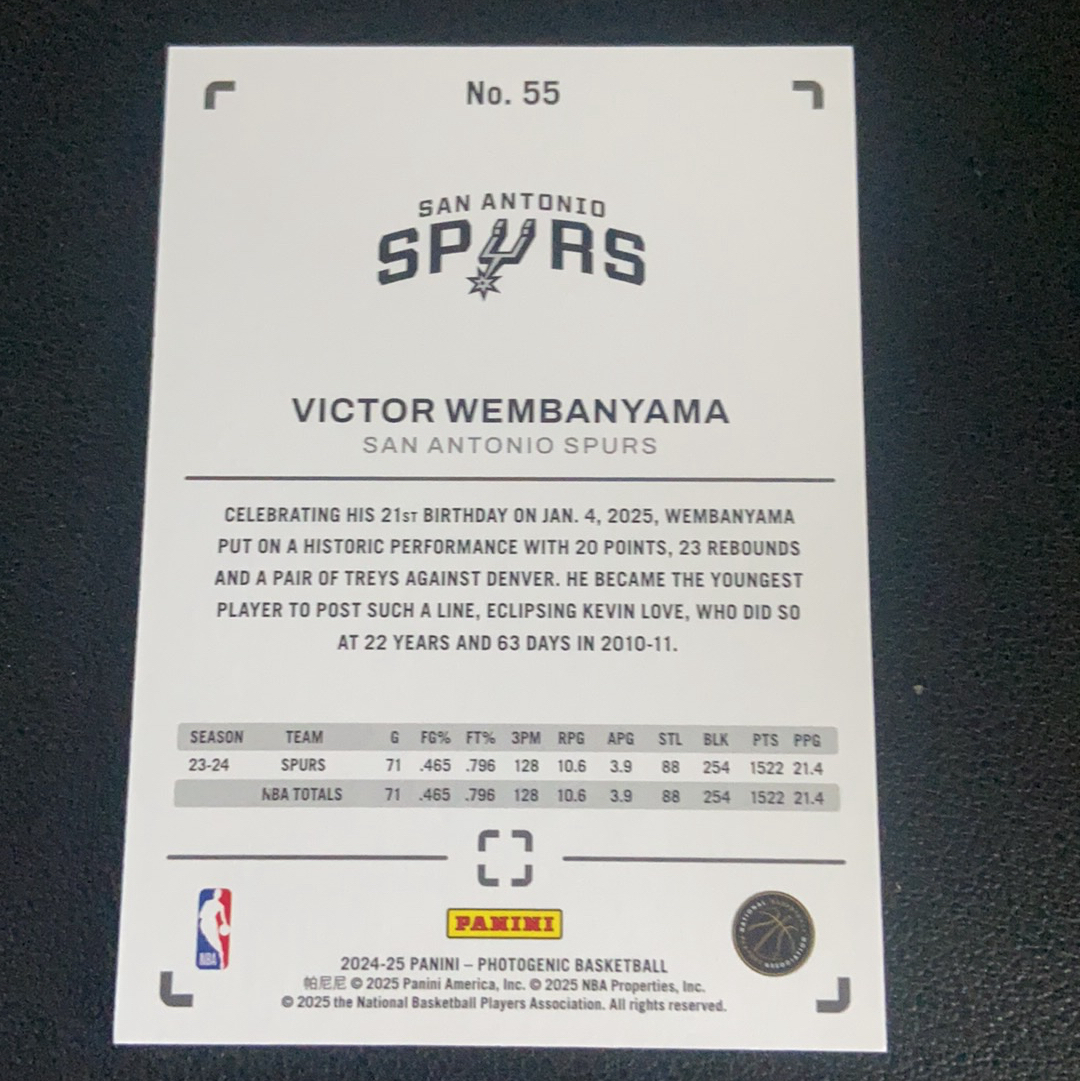 No. 55
SAN ANTONIO
SPURS
VICTOR WEMBANYAMA
SAN ANTONIO SPURS
CELEBRATING HIS 21ST BIRTHDAY ON JAN. 4, 2025, WEMBANYAMA
PUT ON A HISTORIC PERFORMANCE WITH 20 POINTS, 23 REBOUNDS
AND A PAIR OF TREYS AGAINST DENVER. HE BECAME THE YOUNGEST
PLAYER TO POST SUCH A LINE, ECLIPSING KEVIN LOVE, WHO DID SO
AT 22 YEARS AND 63 DAYS IN 2010-11.
SEASON TEAM G FG% FT% 3PM RPG APG STL BLK PTS PPG
23-24 SPURS 71 .465 .796 128 10.6 3.9 88 254 1522 21.4
NBA TOTALS 71 .465 .796 128 10.6 3.9 88 254 1522 21.4
NBA
PANINI
NATIONAL ASSOCIATION
2024-25 PANINI – PHOTOGENIC BASKETBALL
帕尼尼 © 2025 Panini America, Inc. © 2025 NBA Properties, Inc.
© 2025 the National Basketball Players Association. All rights reserved.